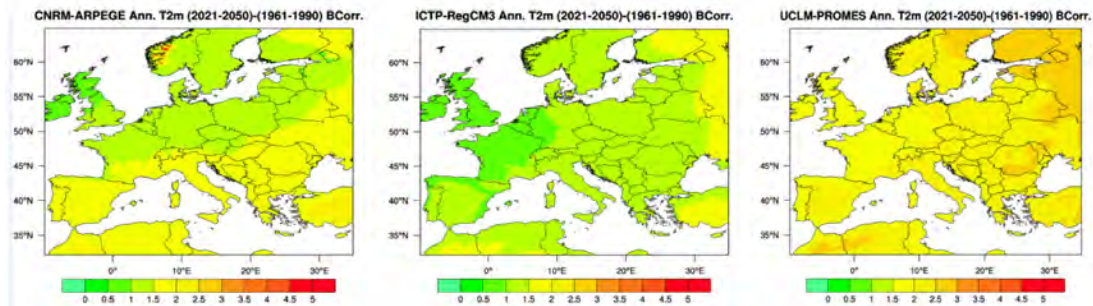 CNRM-ARPEGE Ann. T2m (2021-2050)-(1961-1990) BCorr.
60°N
55°N
50°N
45°N
40°N
35°N
0° 10°E 20°E 30°E
0 0.5 1 1.5 2 2.5 3 3.5 4 4.5 5
ICTP-RegCM3 Ann. T2m (2021-2050)-(1961-1990) BCorr.
60°N
55°N
50°N
45°N
40°N
35°N
0° 10°E 20°E 30°E
0 0.5 1 1.5 2 2.5 3 3.5 4 4.5 5
UCLM-PROMES Ann. T2m (2021-2050)-(1961-1990) BCorr.
60°N
55°N
50°N
45°N
40°N
35°N
0° 10°E 20°E 30°E
0 0.5 1 1.5 2 2.5 3 3.5 4 4.5 5